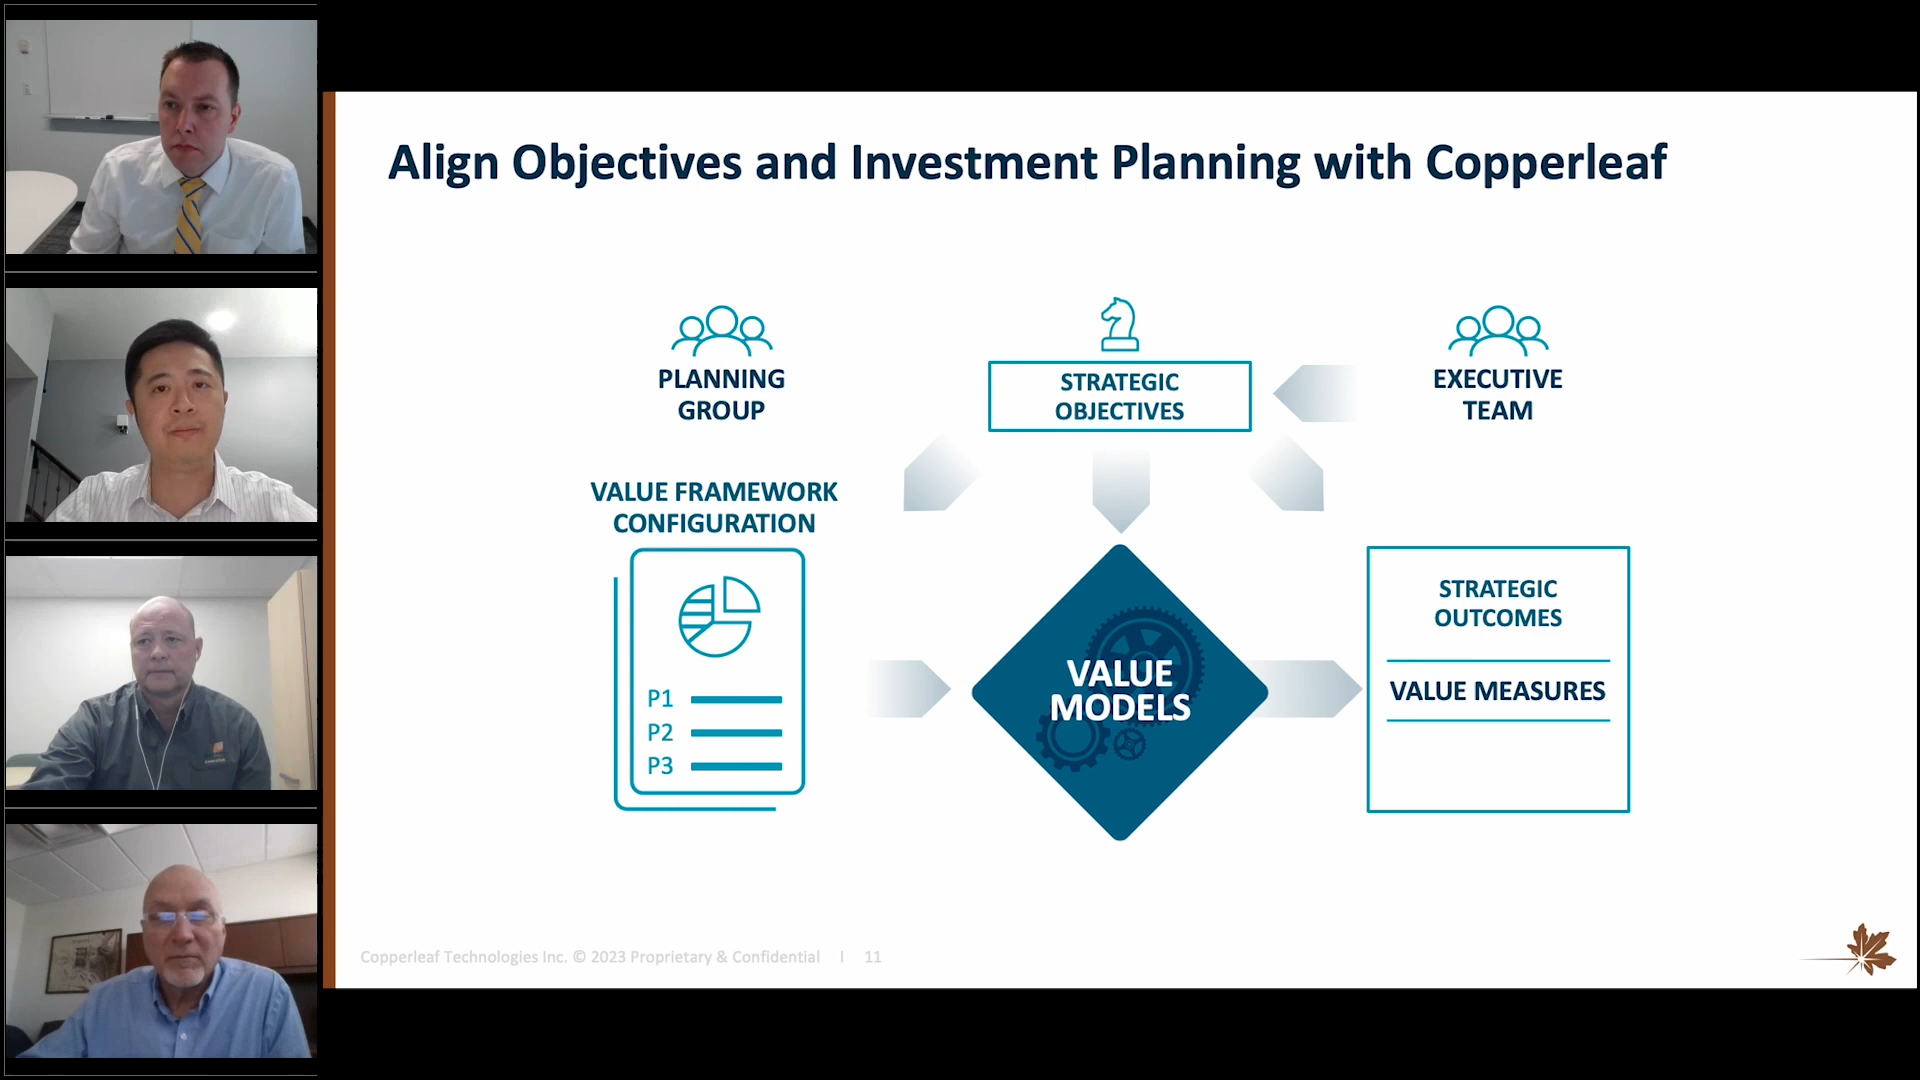 Align Objectives and Investment Planning with Copperleaf
PLANNING
GROUP
STRATEGIC
OBJECTIVES
EXECUTIVE
TEAM
VALUE FRAMEWORK
CONFIGURATION
P1
P2
P3
VALUE
MODELS
STRATEGIC
OUTCOMES
VALUE MEASURES
Copperleaf Technologies Inc. © 2023 Proprietary & Confidential | 11